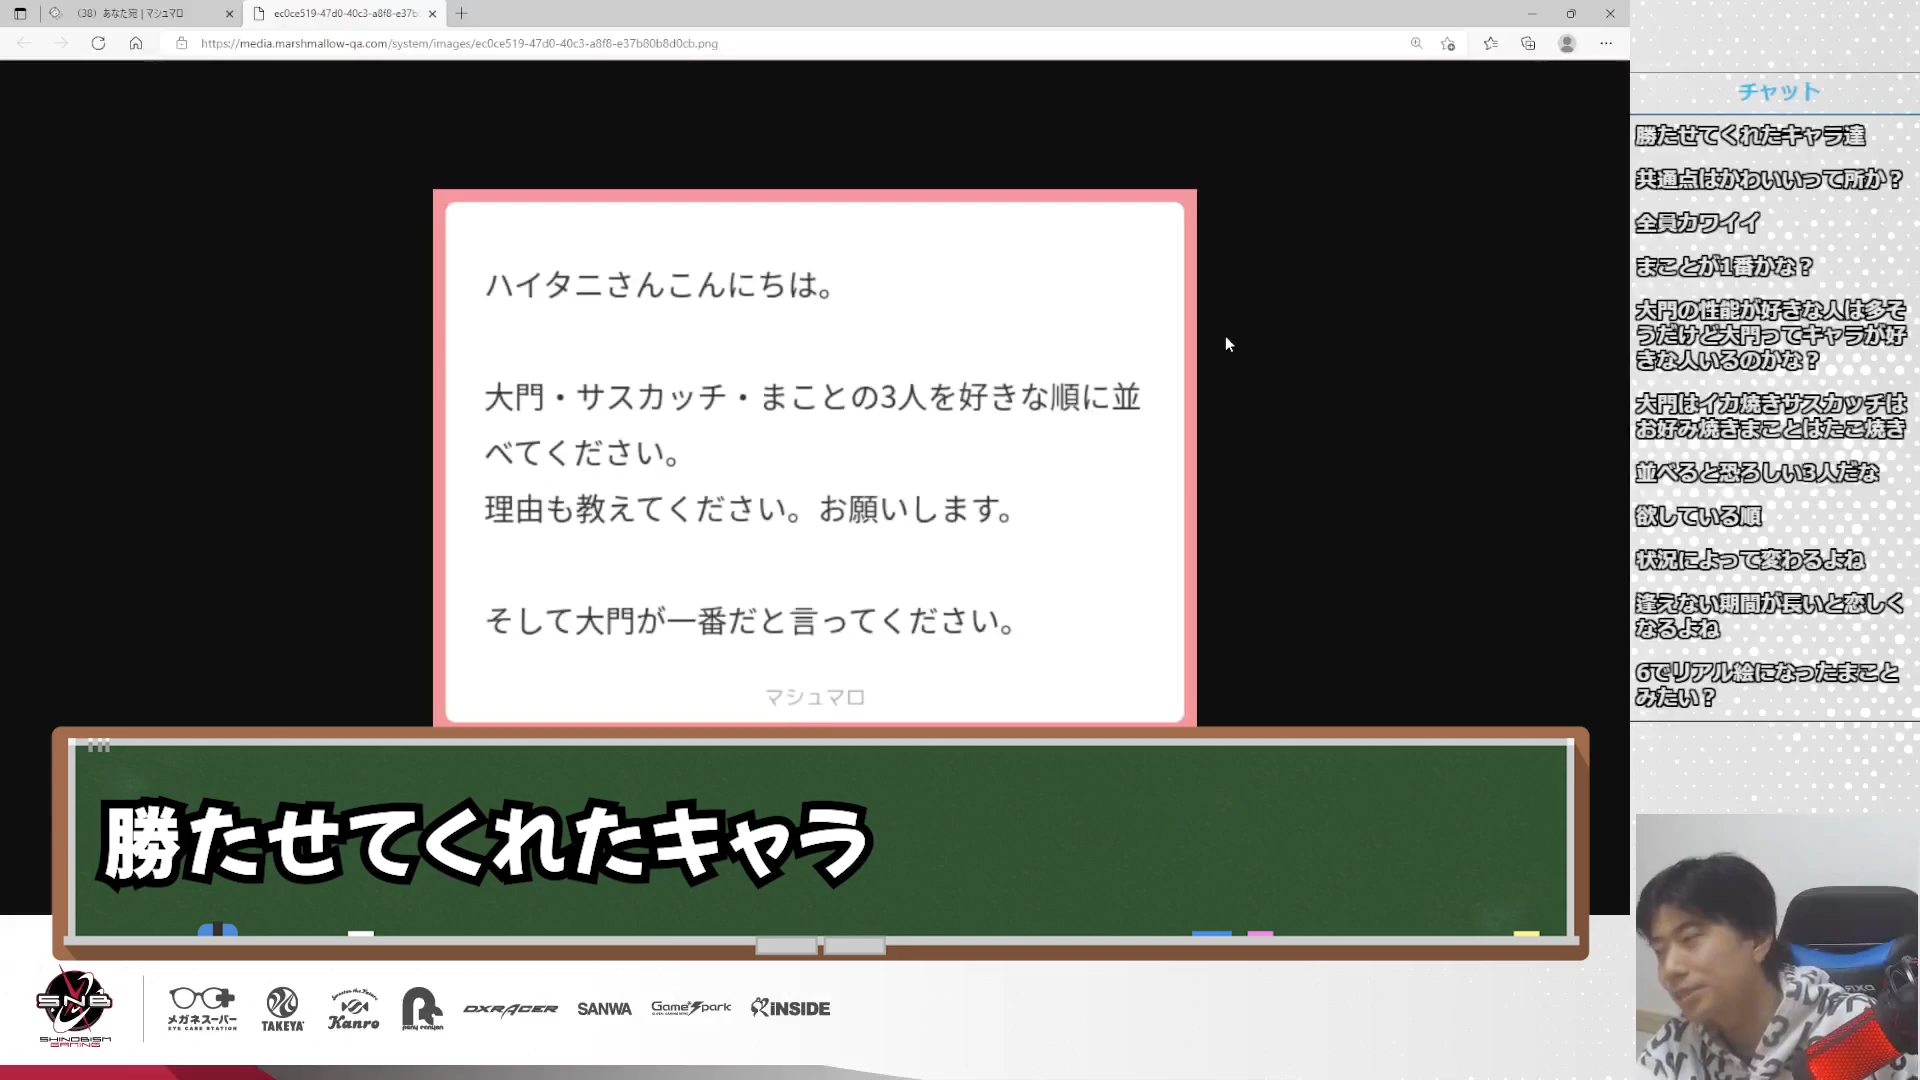 (38) あなた宛 | マシュマロ
ec0ce519-47d0-40c3-a8f8-e37b
https://media.marshmallow-qa.com/system/images/ec0ce519-47d0-40c3-a8f8-e37b80b8d0cb.png
ハイタニさんこんにちは。
大門・サスカッチ・まことの3人を好きな順に並
べてください。
理由も教えてください。お願いします。
そして大門が一番だと言ってください。
マシュマロ
勝たせてくれたキャラ
チャット
勝たせてくれたキャラ達
共通点はかわいいって所か？
全員カワイイ
まことが1番かな？
大門の性能が好きな人は多そ
うだけど大門ってキャラが好
きな人いるのかな？
大門はイカ焼きサスカッチは
お好み焼きまことはたこ焼き
並べると恐ろしい3人だな
欲している順
状況によって変わるよね
逢えない期間が長いと恋しく
なるよね
6でリアル絵になったまこと
みたい？
SNB
SHINOBISM
GAMING
メガネスーパー
EYE CARE STATION
TAKEYA
Kanro
pony canyon
DXRACER
SANWA
Game*Spark
iNSIDE